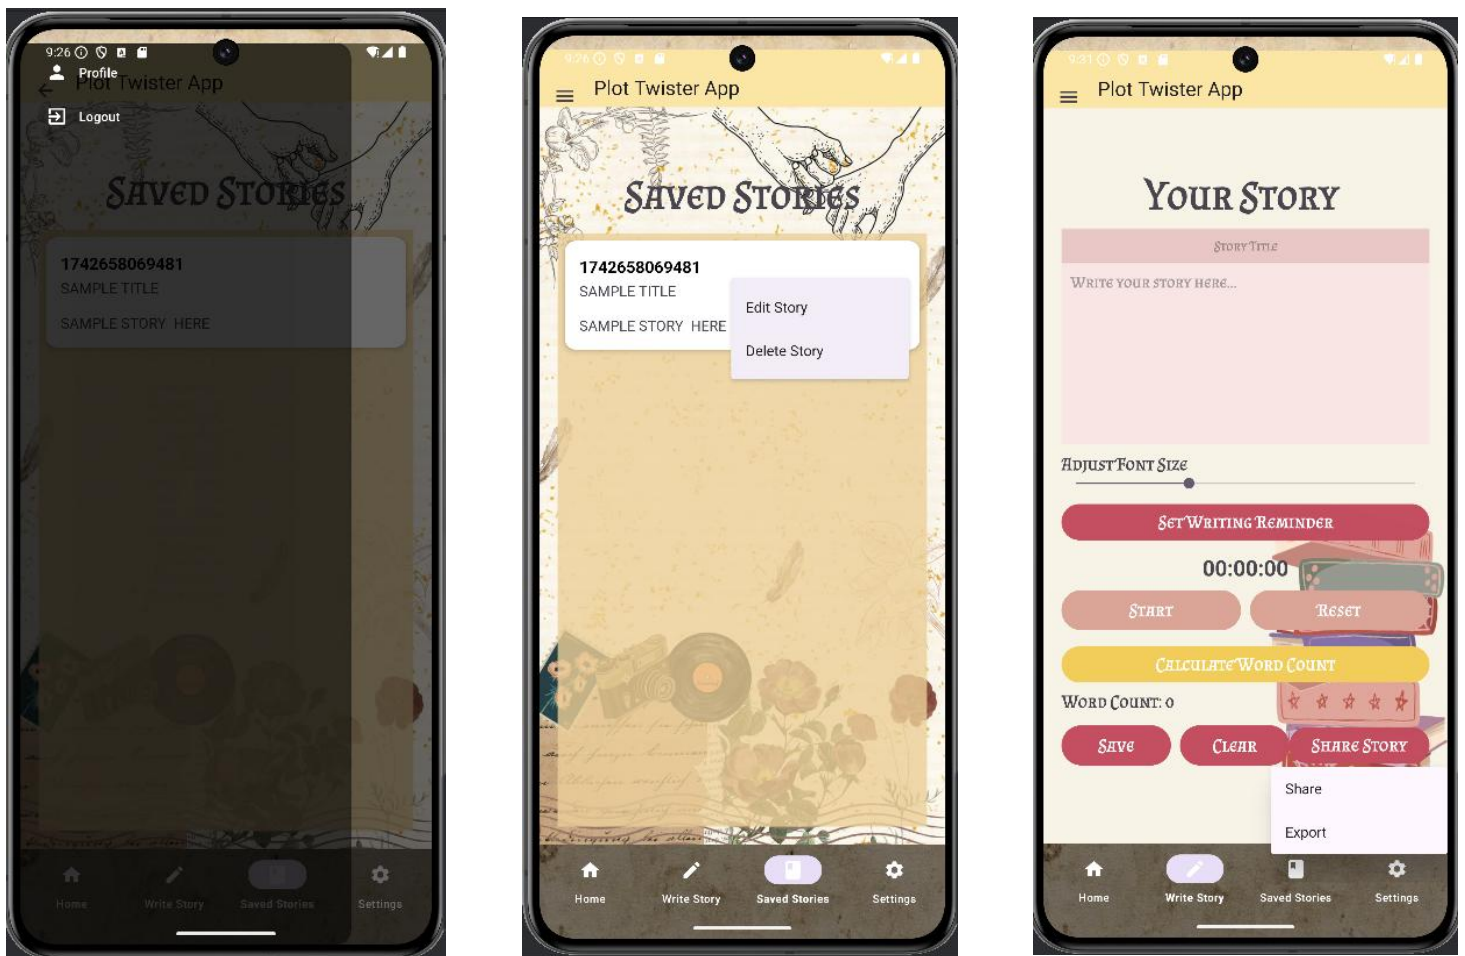 9:26
Profile
Plot Twister App
Logout
SAVED STORIES
1742658069481
SAMPLE TITLE
SAMPLE STORY HERE
Home
Write Story
Saved Stories
Settings
9:26
Plot Twister App
SAVED STORIES
1742658069481
SAMPLE TITLE
Edit Story
SAMPLE STORY HERE
Delete Story
Home
Write Story
Saved Stories
Settings
9:31
Plot Twister App
YOUR STORY
STORY TITLE
WRITE YOUR STORY HERE...
ADJUST FONT SIZE
SET WRITING REMINDER
00:00:00
START
RESET
CALCULATE WORD COUNT
WORD COUNT: 0
SAVE
CLEAR
SHARE STORY
Share
Export
Home
Write Story
Saved Stories
Settings